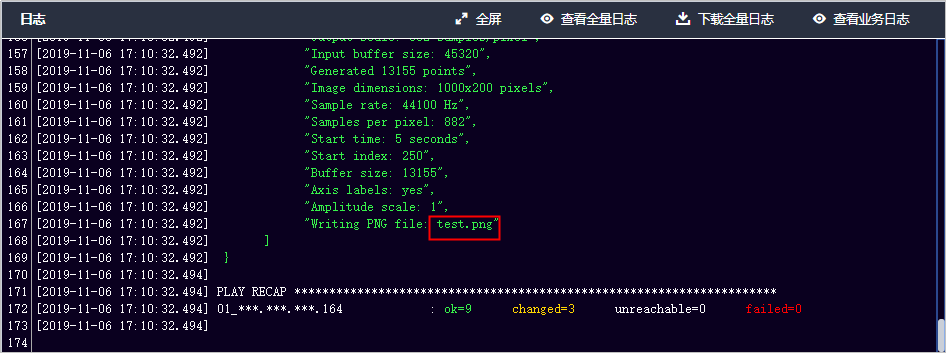 日志 全屏 查看全量日志 下载全量日志 查看业务日志
157 [2019-11-06 17:10:32.492] "Input buffer size: 45320",
158 [2019-11-06 17:10:32.492] "Generated 13155 points",
159 [2019-11-06 17:10:32.492] "Image dimensions: 1000x200 pixels",
160 [2019-11-06 17:10:32.492] "Sample rate: 44100 Hz",
161 [2019-11-06 17:10:32.492] "Samples per pixel: 882",
162 [2019-11-06 17:10:32.492] "Start time: 5 seconds",
163 [2019-11-06 17:10:32.492] "Start index: 250",
164 [2019-11-06 17:10:32.492] "Buffer size: 13155",
165 [2019-11-06 17:10:32.492] "Axis labels: yes",
166 [2019-11-06 17:10:32.492] "Amplitude scale: 1",
167 [2019-11-06 17:10:32.492] "Writing PNG file: test.png"
168 [2019-11-06 17:10:32.492] ]
169 [2019-11-06 17:10:32.492] }
170 [2019-11-06 17:10:32.494]
171 [2019-11-06 17:10:32.494] PLAY RECAP *********************************************************************
172 [2019-11-06 17:10:32.494] 01_***.***.***.164 : ok=9 changed=3 unreachable=0 failed=0
173 [2019-11-06 17:10:32.494]
174